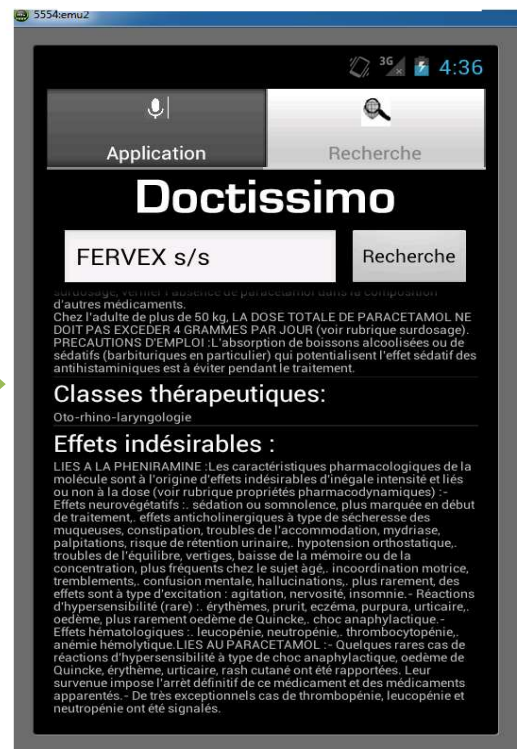 5554:emu2
3G 4:36
Application Recherche
Doctissimo
FERVEX s/s Recherche
surdosage, vérifier l'absence de paracétamol dans la composition
d'autres médicaments.
Chez l'adulte de plus de 50 kg, LA DOSE TOTALE DE PARACETAMOL NE
DOIT PAS EXCEDER 4 GRAMMES PAR JOUR (voir rubrique surdosage).
PRECAUTIONS D'EMPLOI :L'absorption de boissons alcoolisées ou de
sédatifs (barbituriques en particulier) qui potentialisent l'effet sédatif des
antihistaminiques est à éviter pendant le traitement.
Classes thérapeutiques:
Oto-rhino-laryngologie
Effets indésirables :
LIES A LA PHENIRAMINE :Les caractéristiques pharmacologiques de la
molécule sont à l'origine d'effets indésirables d'inégale intensité et liés
ou non à la dose (voir rubrique propriétés pharmacodynamiques) :-
Effets neurovégétatifs :. sédation ou somnolence, plus marquée en début
de traitement,. effets anticholinergiques à type de sécheresse des
muqueuses, constipation, troubles de l'accommodation, mydriase,
palpitations, risque de rétention urinaire,. hypotension orthostatique,.
troubles de l'équilibre, vertiges, baisse de la mémoire ou de la
concentration, plus fréquents chez le sujet âgé,. incoordination motrice,
tremblements,. confusion mentale, hallucinations,. plus rarement, des
effets sont à type d'excitation : agitation, nervosité, insomnie.- Réactions
d'hypersensibilité (rare) :. érythèmes, prurit, eczéma, purpura, urticaire,.
oedème, plus rarement oedème de Quincke,. choc anaphylactique.-
Effets hématologiques :. leucopénie, neutropénie,. thrombocytopénie,.
anémie hémolytique.LIES AU PARACETAMOL :- Quelques rares cas de
réactions d'hypersensibilité à type de choc anaphylactique, oedème de
Quincke, érythème, urticaire, rash cutané ont été rapportées. Leur
survenue impose l'arrêt définitif de ce médicament et des médicaments
apparentés.- De très exceptionnels cas de thrombopénie, leucopénie et
neutropénie ont été signalés.